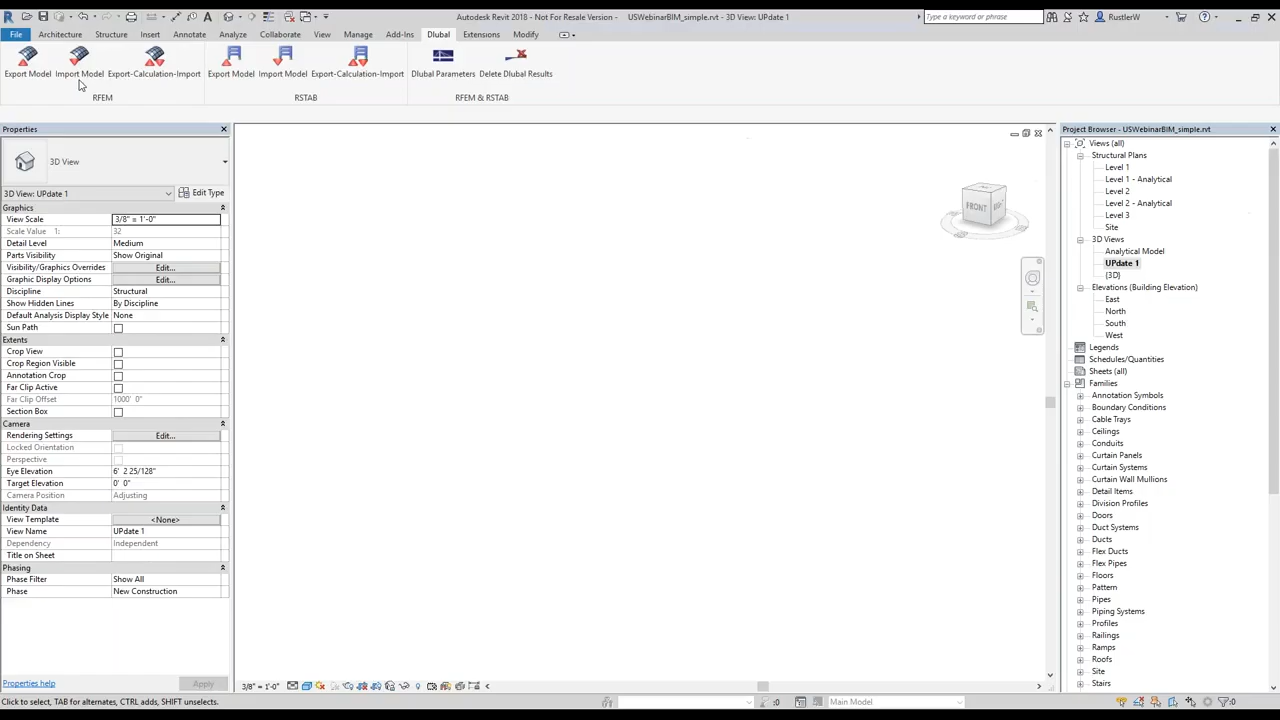 Autodesk Revit 2018 - Not For Resale Version - USWebinarBIM_simple.rvt - 3D View: UPdate 1
Type a keyword or phrase
RustlerW
File Architecture Structure Insert Annotate Analyze Collaborate View Manage Add-Ins Dlubal Extensions Modify
Export Model Import Model Export-Calculation-Import Export Model Import Model Export-Calculation-Import Dlubal Parameters Delete Dlubal Results
RFEM RSTAB RFEM & RSTAB
Properties
3D View
3D View: UPdate 1 Edit Type
Graphics
View Scale 3/8" = 1'-0"
Scale Value 1: 32
Detail Level Medium
Parts Visibility Show Original
Visibility/Graphics Overrides Edit...
Graphic Display Options Edit...
Discipline Structural
Show Hidden Lines By Discipline
Default Analysis Display Style None
Sun Path
Extents
Crop View
Crop Region Visible
Annotation Crop
Far Clip Active
Far Clip Offset 1000' 0"
Section Box
Camera
Rendering Settings Edit...
Locked Orientation
Perspective
Eye Elevation 6' 2 25/128"
Target Elevation 0' 0"
Camera Position Adjusting
Identity Data
View Template <None>
View Name UPdate 1
Dependency Independent
Title on Sheet
Phasing
Phase Filter Show All
Phase New Construction
Properties help Apply
FRONT
3/8" = 1'-0"
Project Browser - USWebinarBIM_simple.rvt
Views (all)
Structural Plans
Level 1
Level 1 - Analytical
Level 2
Level 2 - Analytical
Level 3
Site
3D Views
Analytical Model
UPdate 1
{3D}
Elevations (Building Elevation)
East
North
South
West
Legends
Schedules/Quantities
Sheets (all)
Families
Annotation Symbols
Boundary Conditions
Cable Trays
Ceilings
Conduits
Curtain Panels
Curtain Systems
Curtain Wall Mullions
Detail Items
Division Profiles
Doors
Duct Systems
Ducts
Flex Ducts
Flex Pipes
Floors
Pattern
Pipes
Piping Systems
Profiles
Railings
Ramps
Roofs
Site
Stairs
Click to select, TAB for alternates, CTRL adds, SHIFT unselects. :0 Main Model :0